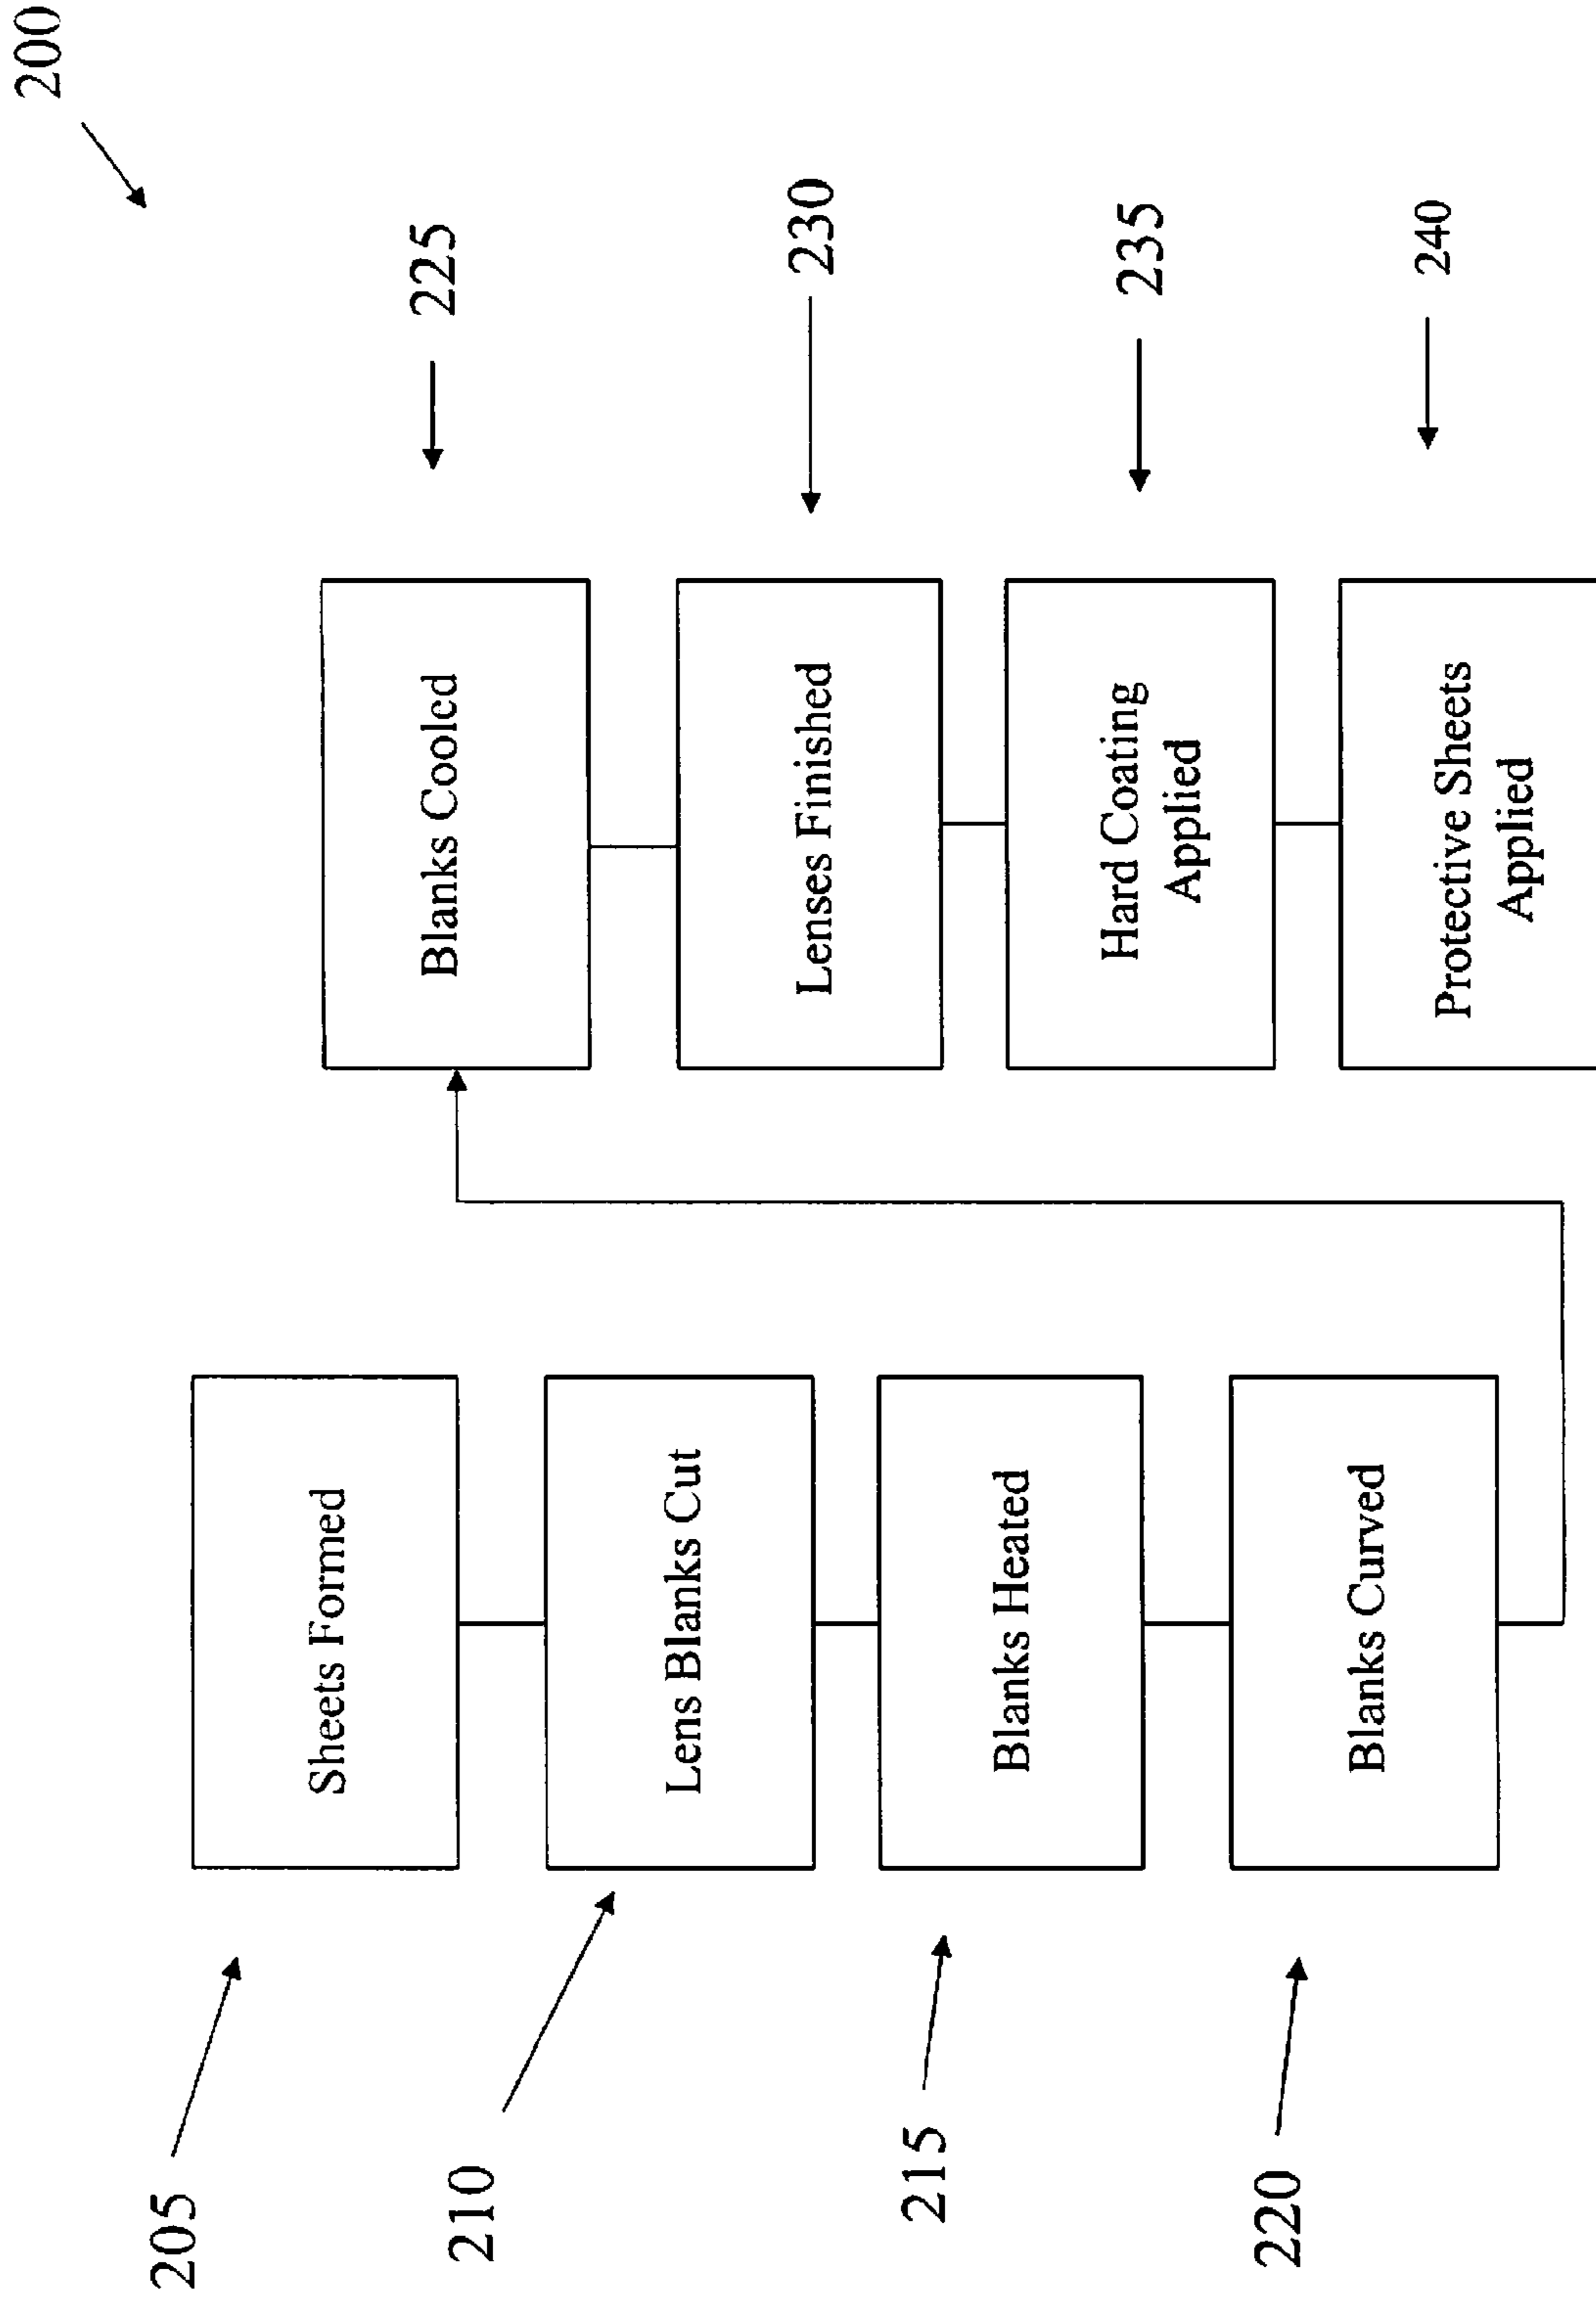 200
205
Sheets Formed
210
Lens Blanks Cut
215
Blanks Heated
220
Blanks Curved
Blanks Cooled
225
Lenses Finished
230
Hard Coating
Applied
235
Protective Sheets
Applied
240